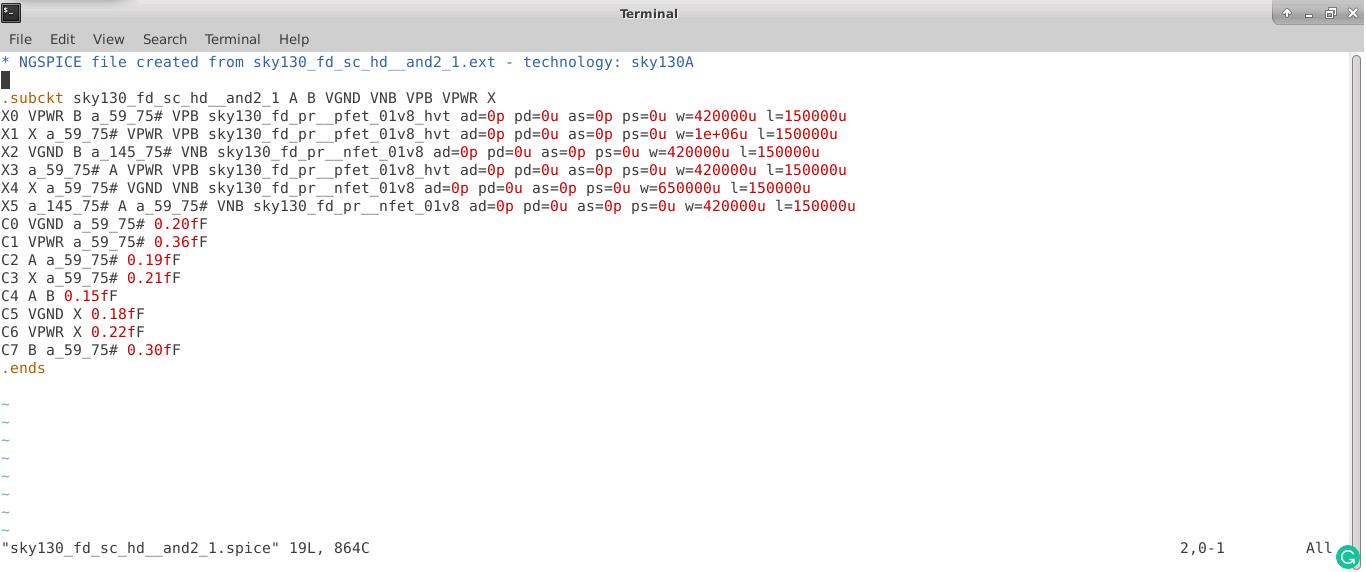 Terminal
File Edit View Search Terminal Help
* NGSPICE file created from sky130_fd_sc_hd__and2_1.ext - technology: sky130A
.subckt sky130_fd_sc_hd__and2_1 A B VGND VNB VPB VPWR X
X0 VPWR B a_59_75# VPB sky130_fd_pr__pfet_01v8_hvt ad=0p pd=0u as=0p ps=0u w=420000u l=150000u
X1 X a_59_75# VPWR VPB sky130_fd_pr__pfet_01v8_hvt ad=0p pd=0u as=0p ps=0u w=1e+06u l=150000u
X2 VGND B a_145_75# VNB sky130_fd_pr__nfet_01v8 ad=0p pd=0u as=0p ps=0u w=420000u l=150000u
X3 a_59_75# A VPWR VPB sky130_fd_pr__pfet_01v8_hvt ad=0p pd=0u as=0p ps=0u w=420000u l=150000u
X4 X a_59_75# VGND VNB sky130_fd_pr__nfet_01v8 ad=0p pd=0u as=0p ps=0u w=650000u l=150000u
X5 a_145_75# A a_59_75# VNB sky130_fd_pr__nfet_01v8 ad=0p pd=0u as=0p ps=0u w=420000u l=150000u
C0 VGND a_59_75# 0.20fF
C1 VPWR a_59_75# 0.36fF
C2 A a_59_75# 0.19fF
C3 X a_59_75# 0.21fF
C4 A B 0.15fF
C5 VGND X 0.18fF
C6 VPWR X 0.22fF
C7 B a_59_75# 0.30fF
.ends
~
~
~
~
~
~
~
~
"sky130_fd_sc_hd__and2_1.spice" 19L, 864C 2,0-1 All